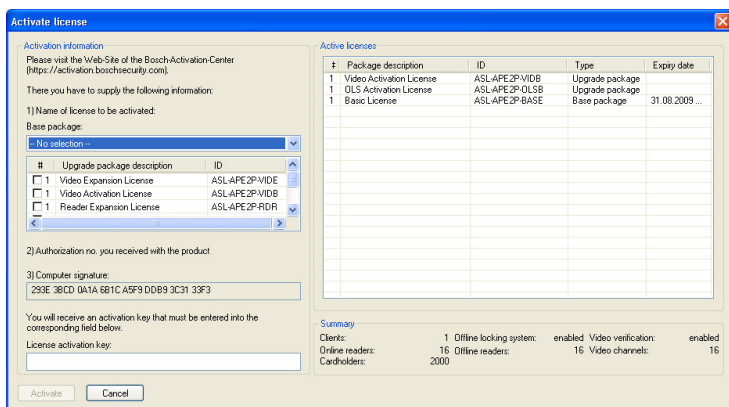 Activate license
Activation information
Please visit the Web-Site of the Bosch-Activation-Center
(https://activation.boschsecurity.com).
There you have to supply the following information:
1) Name of license to be activated:
Base package:
-- No selection --
# Upgrade package description ID
1 Video Expansion License ASL-APE2P-VIDE
1 Video Activation License ASL-APE2P-VIDB
1 Reader Expansion License ASL-APE2P-RDR
2) Authorization no. you received with the product
3) Computer signature:
293E 3BCD 0A1A 6B1C A5F9 DDB9 3C31 33F3
You will receive an activation key that must be entered into the
corresponding field below.
License activation key:
Activate Cancel
Active licenses
Package description ID Type Expiry date
1 Video Activation License ASL-APE2P-VIDB Upgrade package
1 OLS Activation License ASL-APE2P-OLSB Upgrade package
1 Basic License ASL-APE2P-BASE Base package 31.08.2009 ...
Summary
Clients: 1 Offline locking system: enabled Video verification: enabled
Online readers: 16 Offline readers: 16 Video channels: 16
Cardholders: 2000